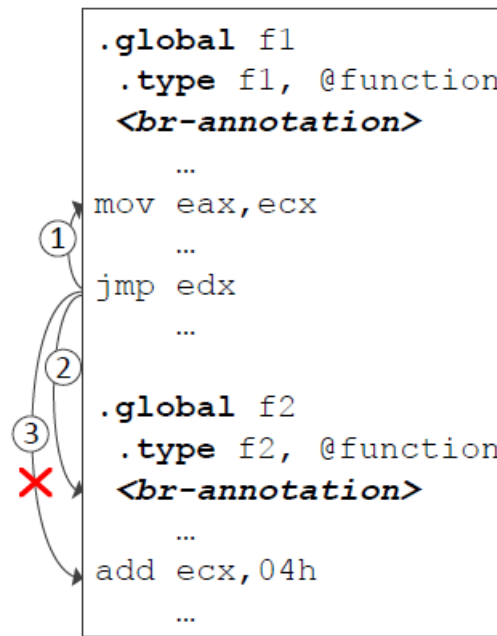 .global f1
.type f1, @function
<br-annotation>
…
mov eax,ecx
…
jmp edx
…
.global f2
.type f2, @function
<br-annotation>
…
add ecx,04h
…
1
2
3